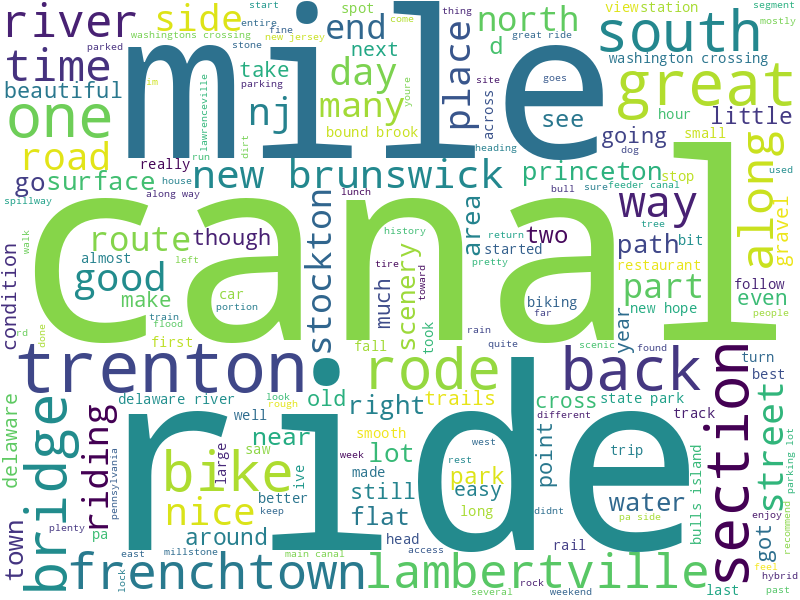 river
side
end
next
d
north
view
station
start
entire
fine
washingtons crossing
new jersey
stone
spot
come
thing
great ride
segment
mostly
time
mile
take
day
place
south
washington crossing
beautiful
parked
im
parking
youre
site
goes
great
one
nj
many
across
see
hour
little
lawrenceville
run
dirt
bound brook
heading
going
dog
small
road
really
house
new brunswick
princeton
stop
used
go
surface
along way
lunch
bull
sure
feeder canal
along
gravel
spillway
canal
way
walk
route
though
stockton
history
area
two
path
bit
tree
left
return
started
restaurant
almost
good
pretty
scenery
toward
biking
part
follow
even
condition
make
car
portion
tire
much
far
new hope
people
train
flood
first
rain
year
rd
done
fall
took
quite
scenic
found
trenton
rode
back
turn
best
delaware
delaware river
look
rough
old
right
trails
cross
state park
section
street
bridge
riding
well
near
lot
smooth
different
point
track
parking lot
bike
saw
large
week
made
better
ive
ride
west
rest
park
trip
bulls island
pennsylvania
nice
keep
still
easy
long
didnt
water
enjoy
recommend
plenty
flat
pa side
got
town
pa
around
head
rail
east
millstone
main canal
access
feel
lock
frenchtown
lambertville
rock
several
weekend
last
hybrid
past